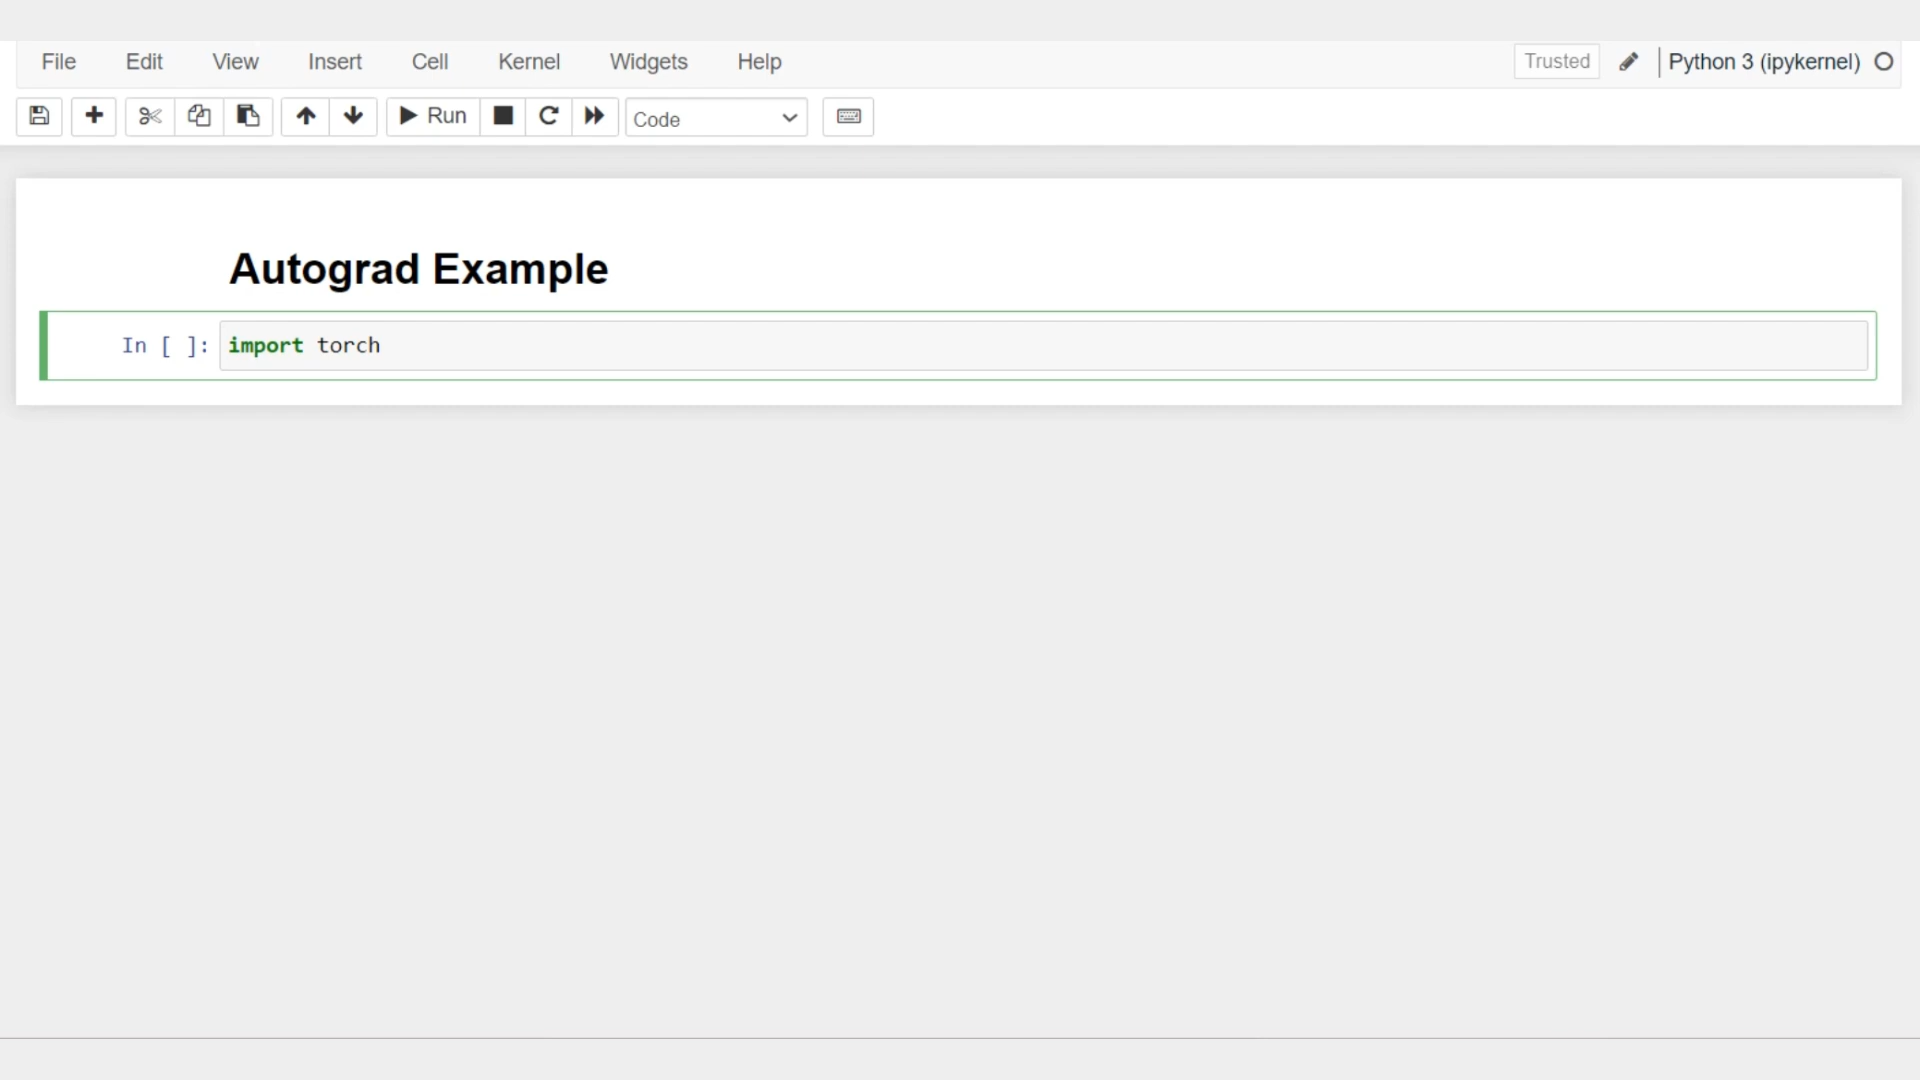 File Edit View Insert Cell Kernel Widgets Help Trusted Python 3 (ipykernel)
Run Code
Autograd Example
In [ ]: import torch